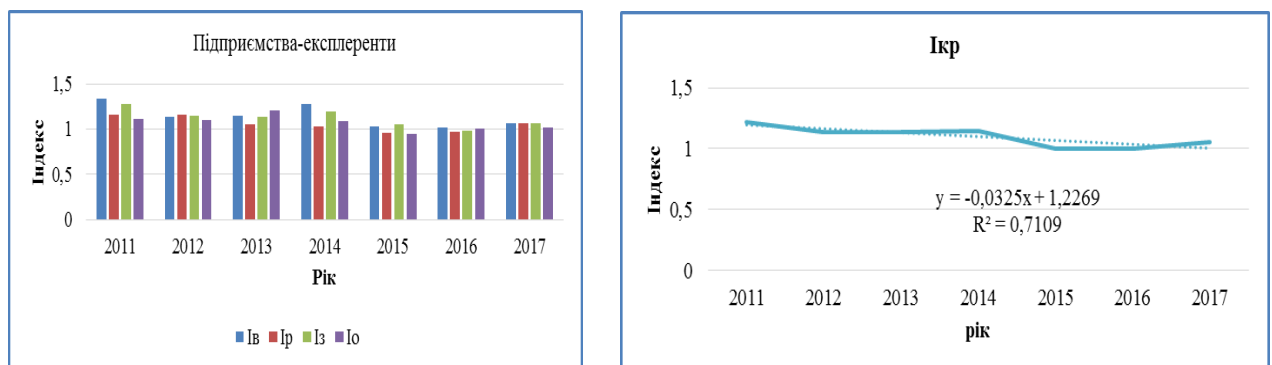 Підприємства-експлеренти
1,5
1
0,5
0
Індекс
2011 2012 2013 2014 2015 2016 2017
Рік
Ів Ір Із Іо
Ікр
1,5
1
0,5
0
Індекс
y = -0,0325x + 1,2269
R² = 0,7109
2011 2012 2013 2014 2015 2016 2017
рік